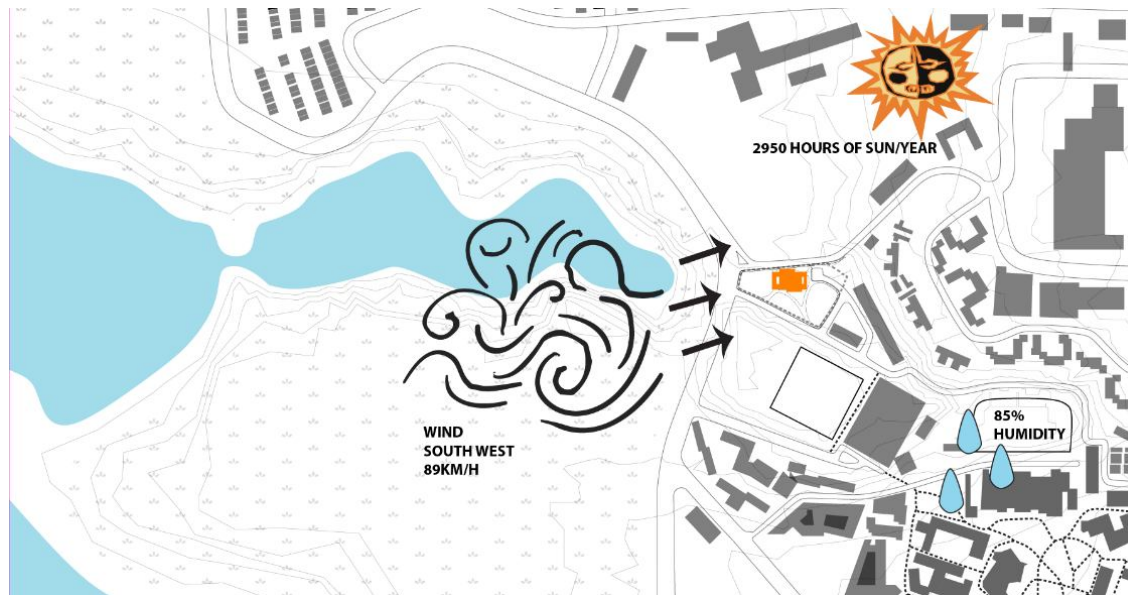 2950 HOURS OF SUN/YEAR
WIND
SOUTH WEST
89KM/H
85%
HUMIDITY